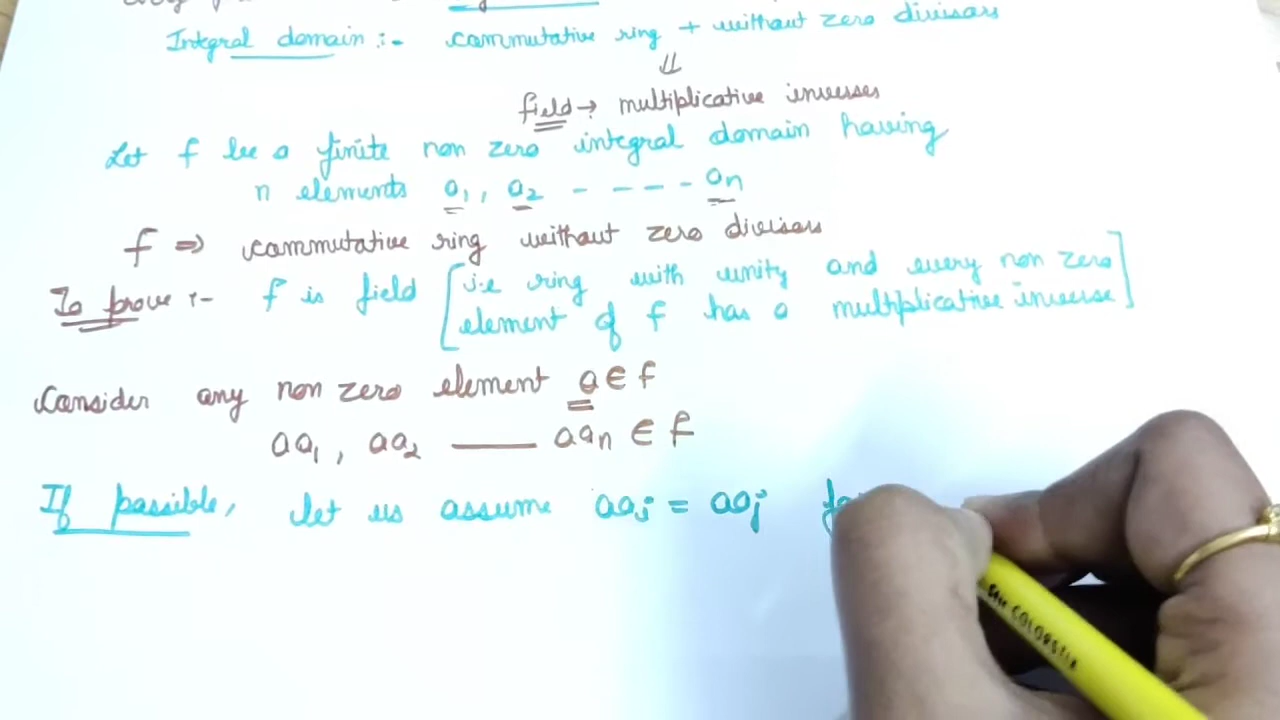 Integral domain :- commutative ring + without zero divisors
⇓
field → multiplicative inverses
Let f be a finite non zero integral domain having
n elements a1, a2 ----- an
f ⇒ commutative ring without zero divisors
To prove :- f is field [i.e ring with unity and every non zero
element of f has a multiplicative inverse]
Consider any non zero element a ∈ f
aa1, aa2 —— aan ∈ f
If possible, let us assume aai = aaj